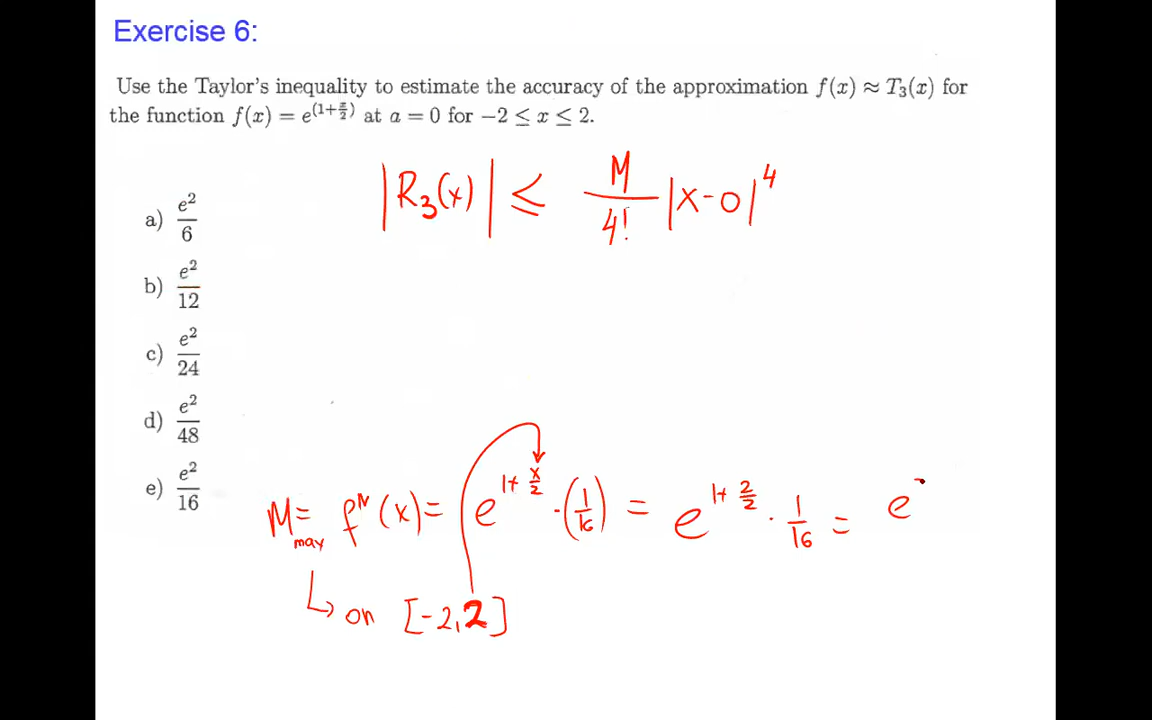 Exercise 6:
Use the Taylor's inequality to estimate the accuracy of the approximation f(x) ≈ T₃(x) for
the function f(x) = e^(1+x/2) at a = 0 for −2 ≤ x ≤ 2.
|R₃(x)| ≤ M/4! |x-0|⁴
a) e²/6
b) e²/12
c) e²/24
d) e²/48
e) e²/16
M = may f^IV(x) = e^(1+x/2) · (1/16) = e^(1+2/2) · 1/16 = e
↳ on [-2,2]